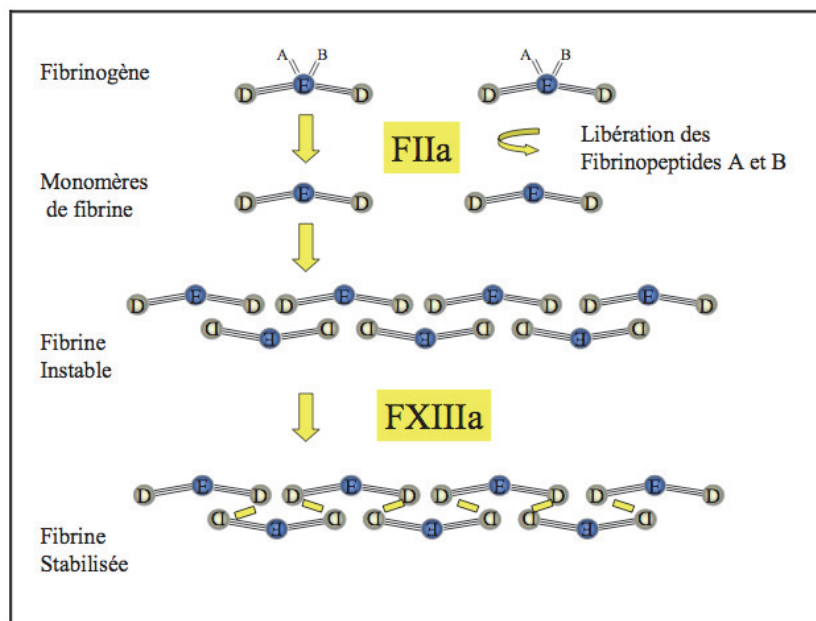 A B A B
Fibrinogène
E E
D D D D
FIIa
Libération des
Fibrinopeptides A et B
Monomères
de fibrine
E E
D D D D
E E E E
D D D D D D D D
D D D D D D
E E E
Fibrine
Instable
FXIIIa
E E E E
D D D D D D D D
D D D D D D
E E E
Fibrine
Stabilisée